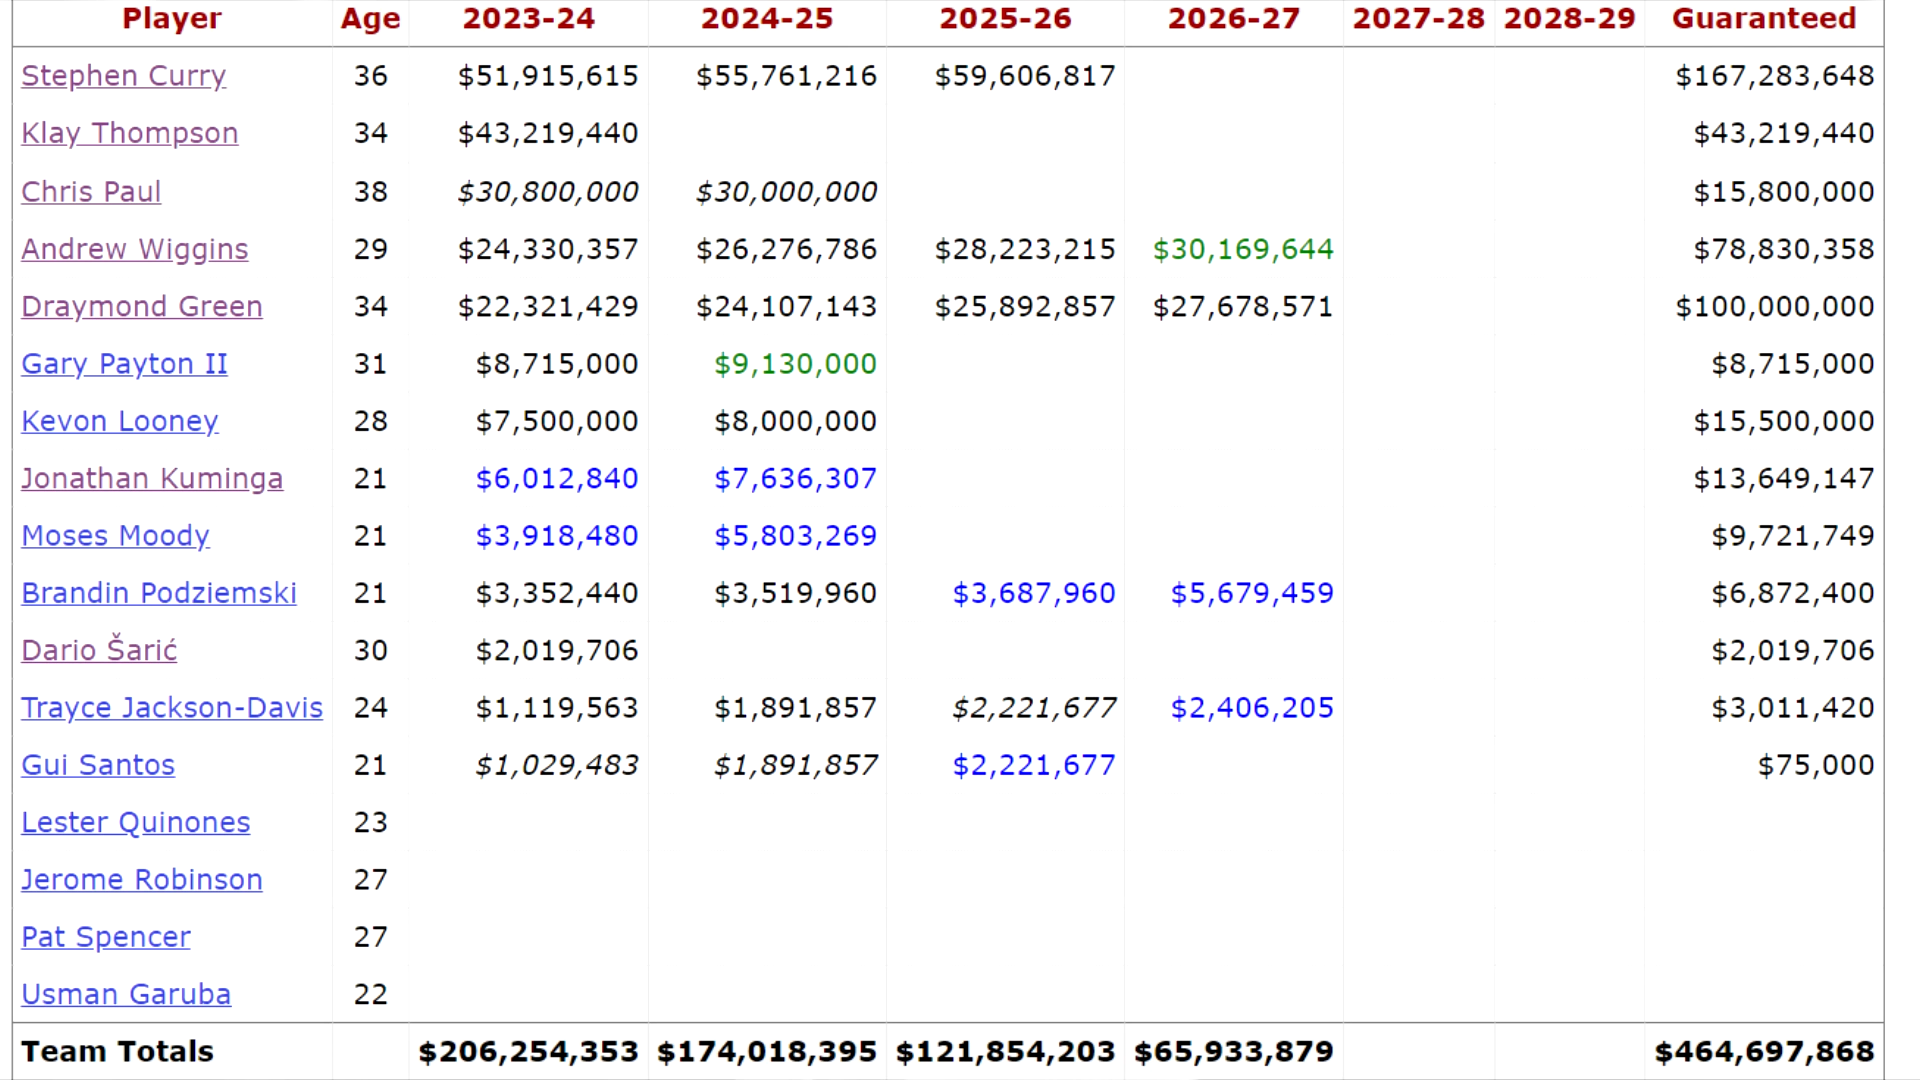 Player Age 2023-24 2024-25 2025-26 2026-27 2027-28 2028-29 Guaranteed
Stephen Curry 36 $51,915,615 $55,761,216 $59,606,817 $167,283,648
Klay Thompson 34 $43,219,440 $43,219,440
Chris Paul 38 $30,800,000 $30,000,000 $15,800,000
Andrew Wiggins 29 $24,330,357 $26,276,786 $28,223,215 $30,169,644 $78,830,358
Draymond Green 34 $22,321,429 $24,107,143 $25,892,857 $27,678,571 $100,000,000
Gary Payton II 31 $8,715,000 $9,130,000 $8,715,000
Kevon Looney 28 $7,500,000 $8,000,000 $15,500,000
Jonathan Kuminga 21 $6,012,840 $7,636,307 $13,649,147
Moses Moody 21 $3,918,480 $5,803,269 $9,721,749
Brandin Podziemski 21 $3,352,440 $3,519,960 $3,687,960 $5,679,459 $6,872,400
Dario Šarić 30 $2,019,706 $2,019,706
Trayce Jackson-Davis 24 $1,119,563 $1,891,857 $2,221,677 $2,406,205 $3,011,420
Gui Santos 21 $1,029,483 $1,891,857 $2,221,677 $75,000
Lester Quinones 23
Jerome Robinson 27
Pat Spencer 27
Usman Garuba 22
Team Totals $206,254,353 $174,018,395 $121,854,203 $65,933,879 $464,697,868